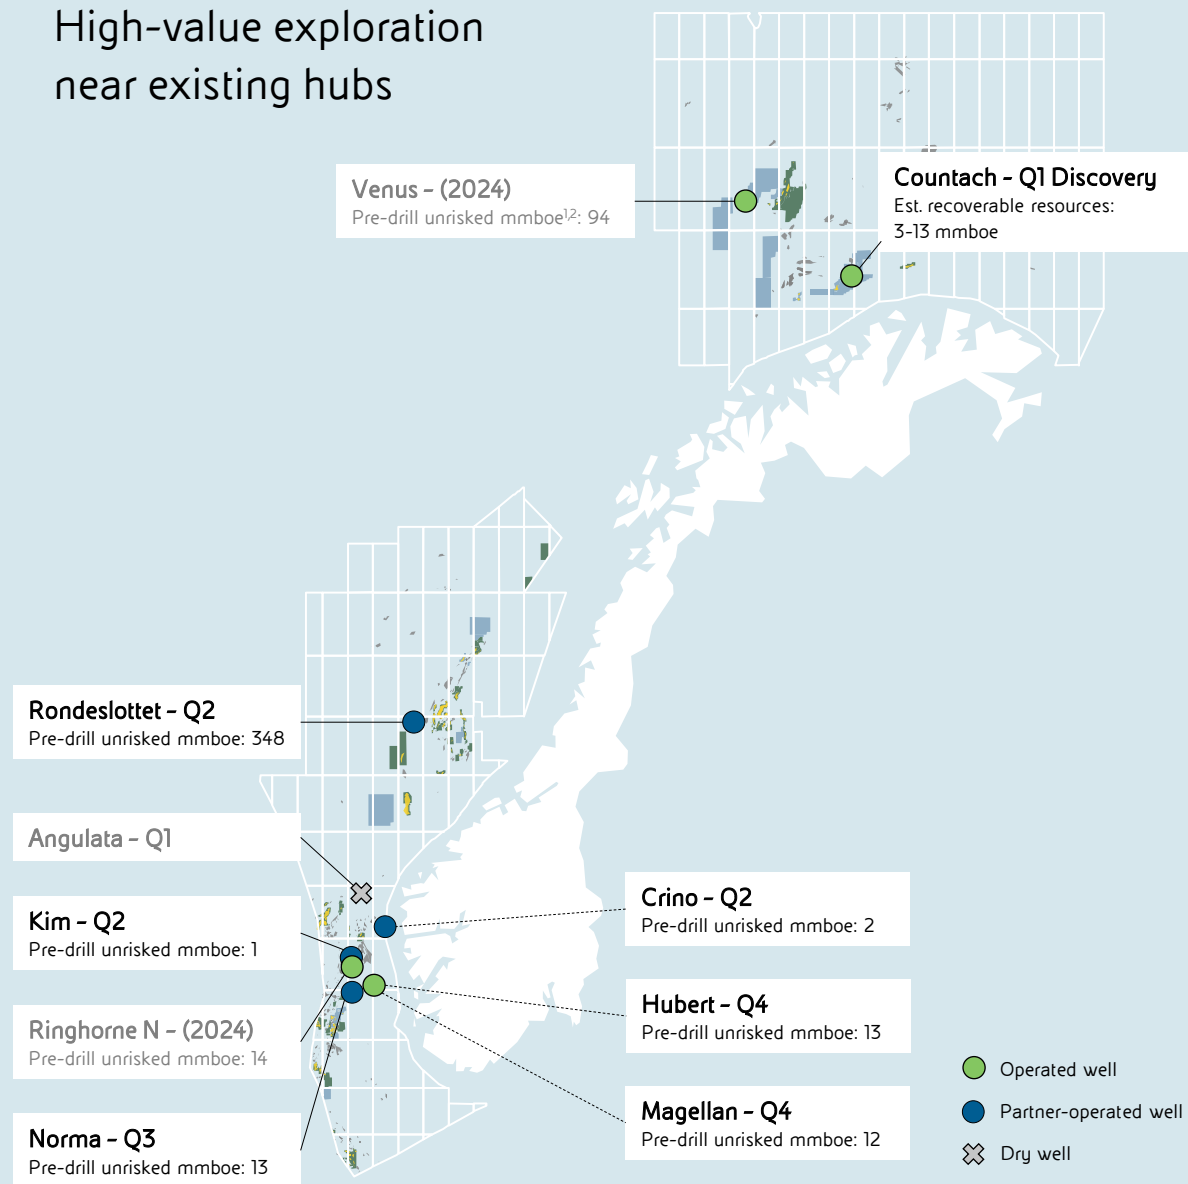 High-value exploration
near existing hubs
Venus - (2024)
Pre-drill unrisked mmboe¹,²: 94
Countach - Q1 Discovery
Est. recoverable resources:
3-13 mmboe
Rondeslottet - Q2
Pre-drill unrisked mmboe: 348
Angulata - Q1
Kim - Q2
Pre-drill unrisked mmboe: 1
Ringhorne N - (2024)
Pre-drill unrisked mmboe: 14
Norma - Q3
Pre-drill unrisked mmboe: 13
Crino - Q2
Pre-drill unrisked mmboe: 2
Hubert - Q4
Pre-drill unrisked mmboe: 13
Magellan - Q4
Pre-drill unrisked mmboe: 12
Operated well
Partner-operated well
Dry well